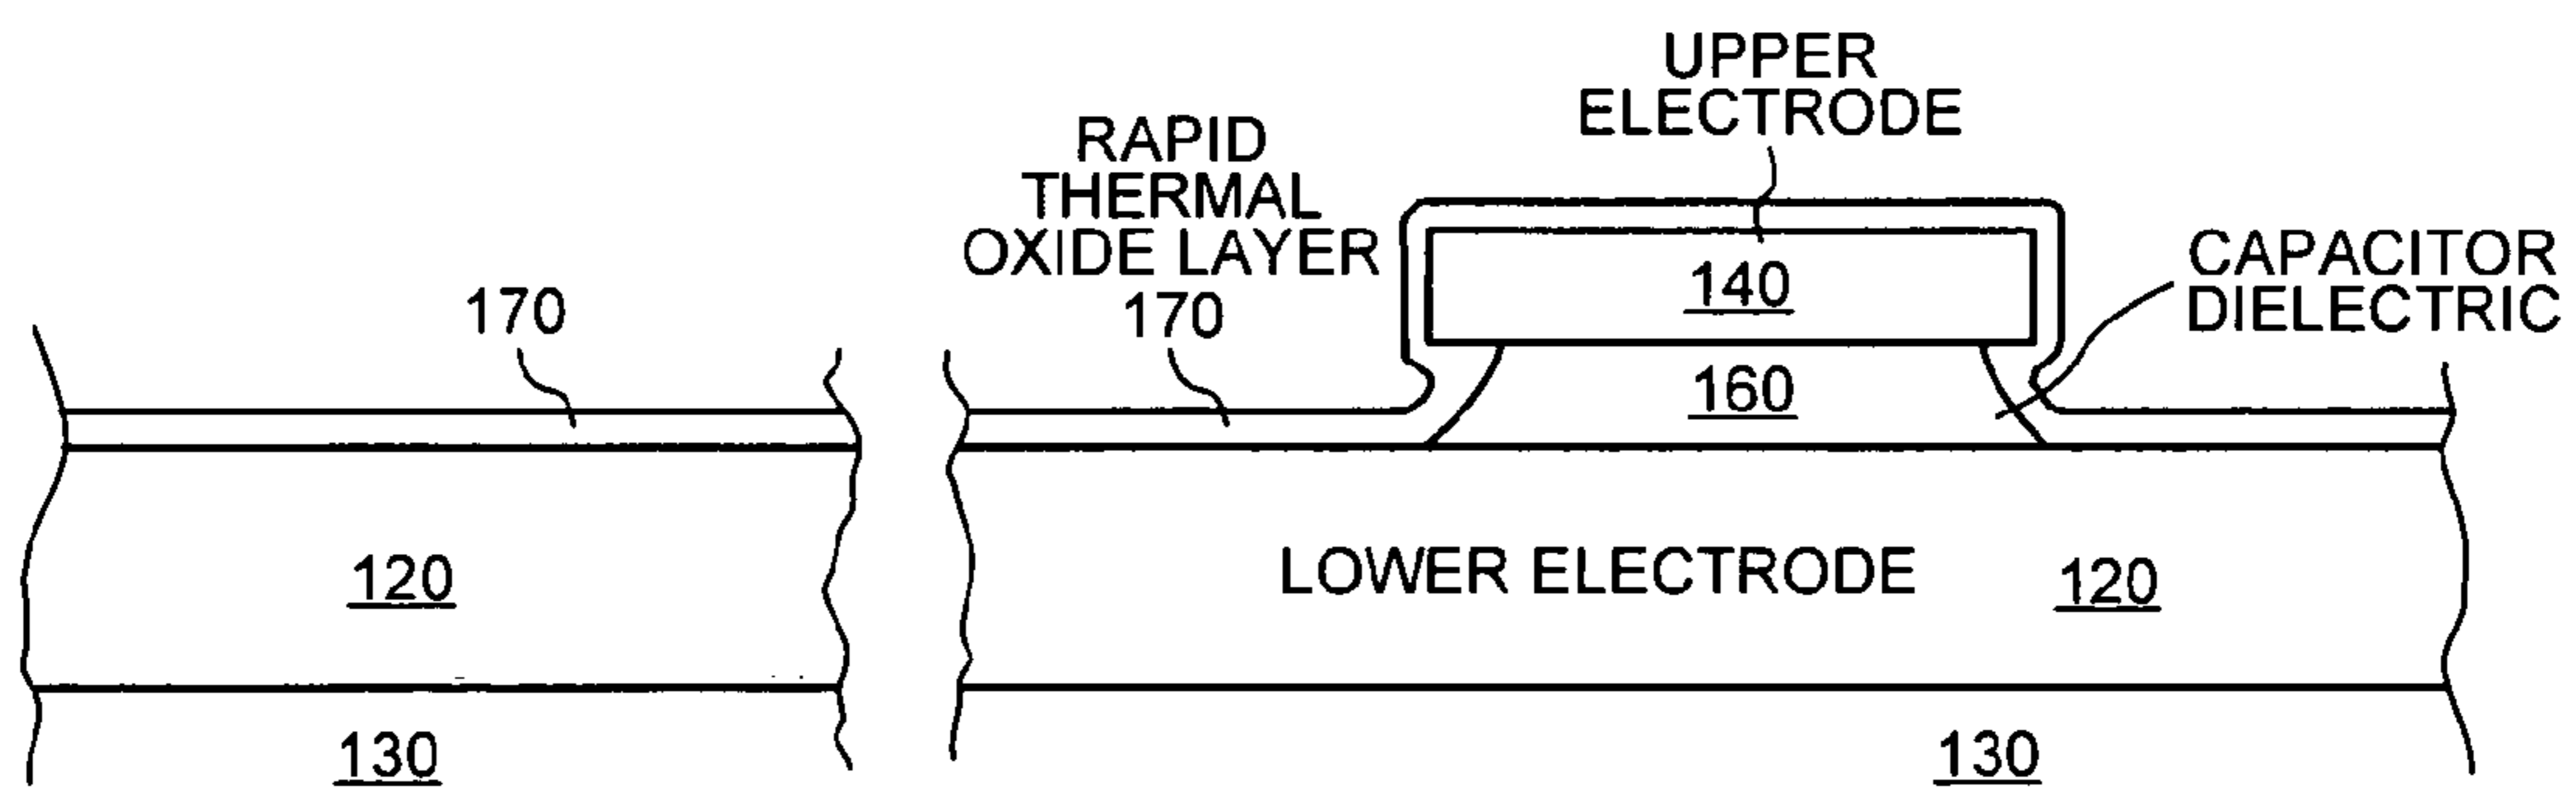 UPPER
ELECTRODE
RAPID
THERMAL
OXIDE LAYER
170
170
140
CAPACITOR
DIELECTRIC
160
120
LOWER ELECTRODE
120
130
130